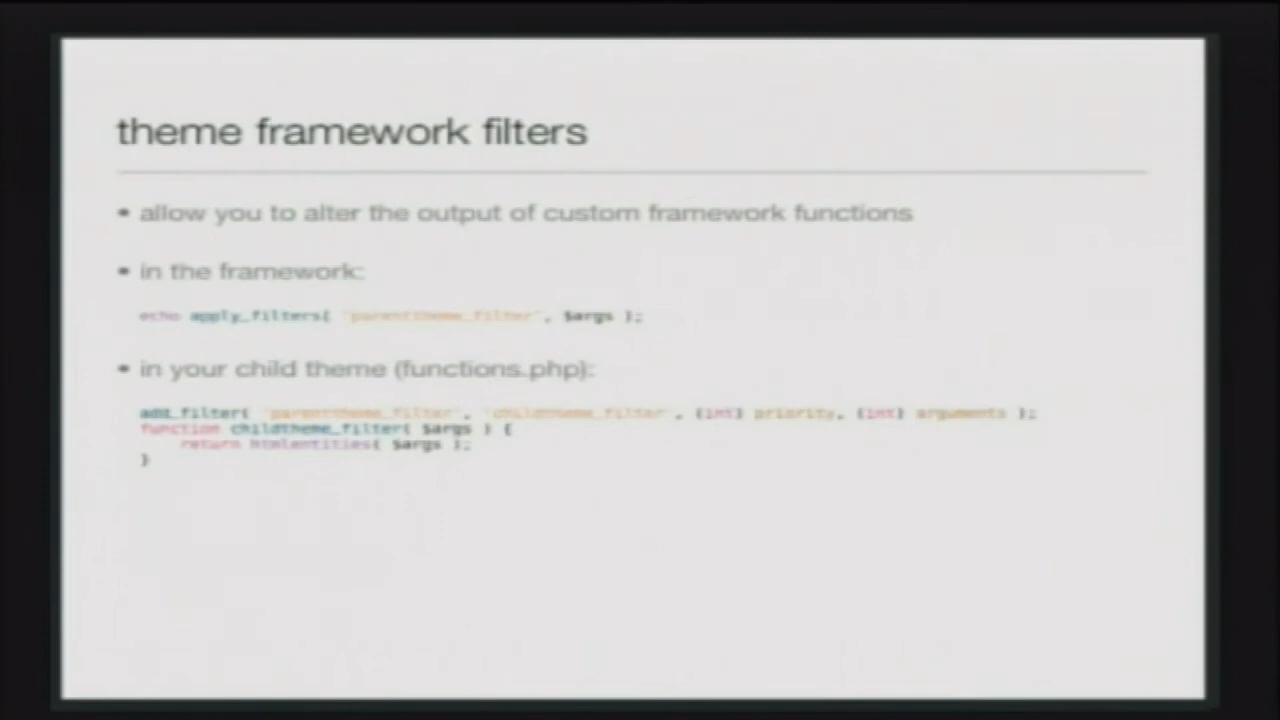 theme framework filters
• allow you to alter the output of custom framework functions
• in the framework:
echo apply_filters( 'parenttheme_filter', $args );
• in your child theme (functions.php):
add_filter( 'parenttheme_filter', 'childtheme_filter', (int) priority, (int) arguments );
function childtheme_filter( $args ) {
return htmlentities( $args );
}